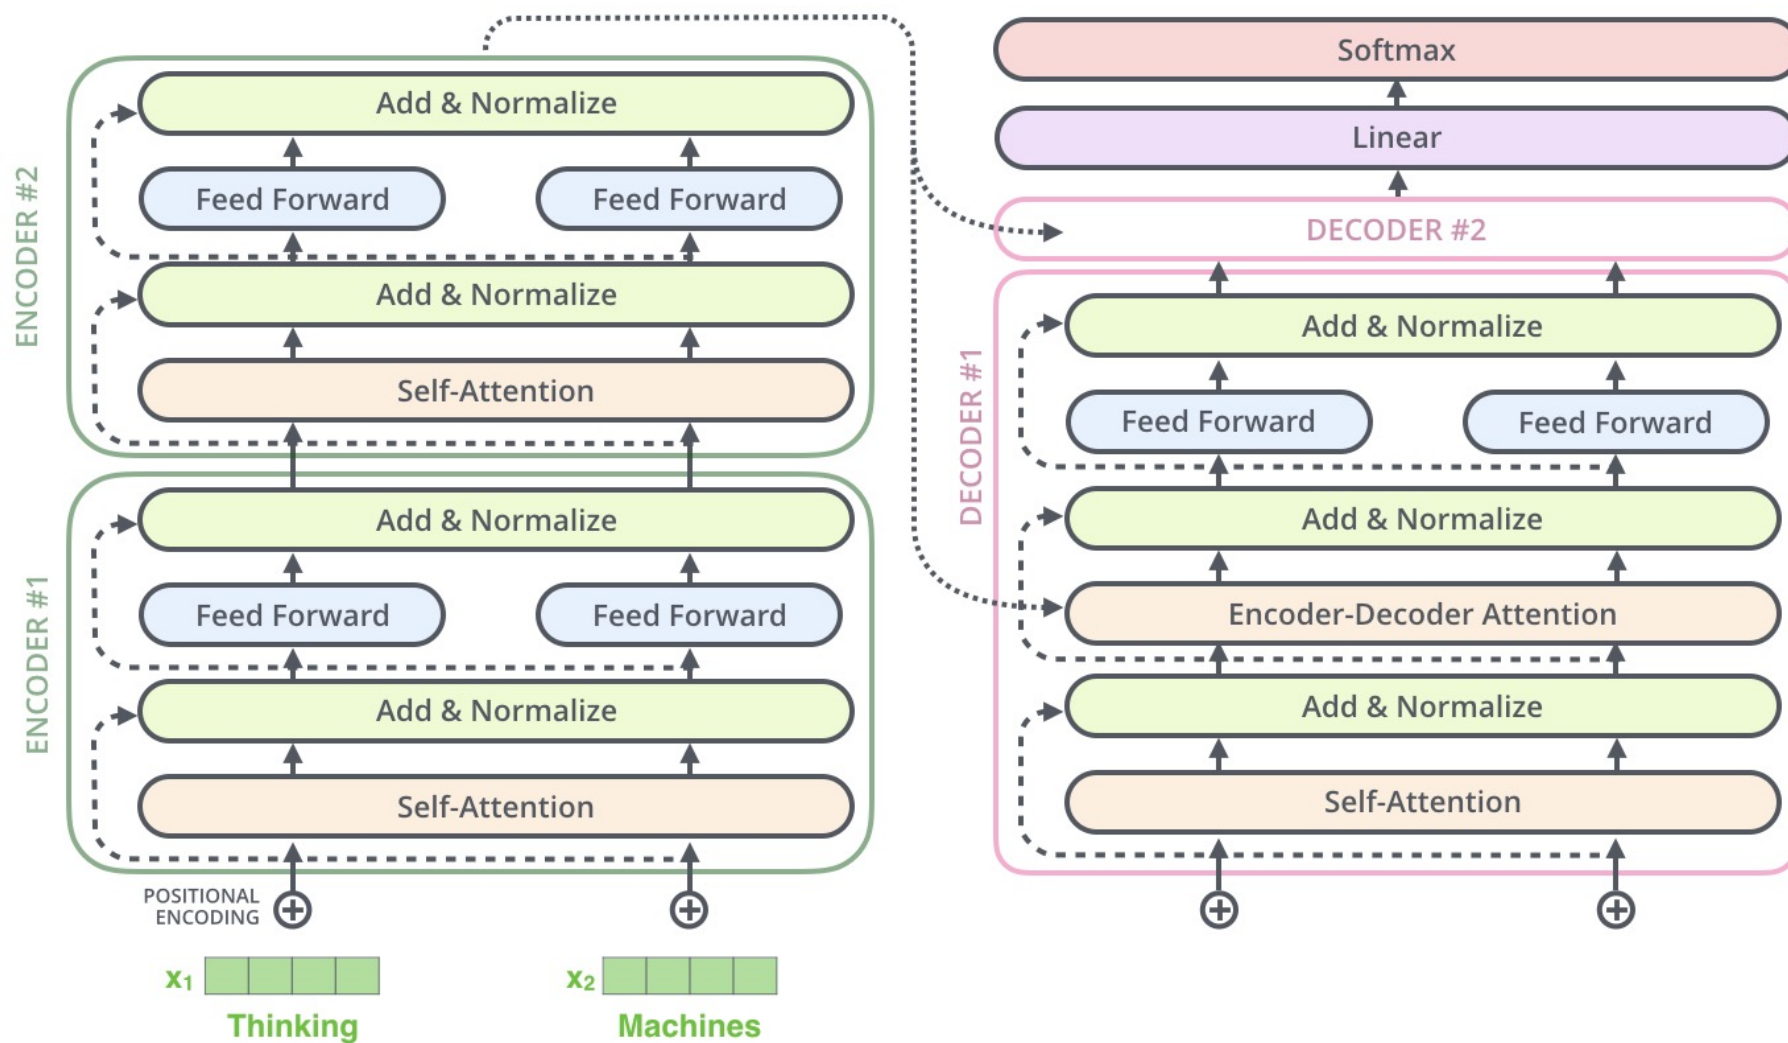 ENCODER #2
Add & Normalize
Feed Forward
Feed Forward
Add & Normalize
Self-Attention
ENCODER #1
Add & Normalize
Feed Forward
Feed Forward
Add & Normalize
Self-Attention
POSITIONAL
ENCODING
x₁
x₂
Thinking
Machines
Softmax
Linear
DECODER #2
DECODER #1
Add & Normalize
Feed Forward
Feed Forward
Add & Normalize
Encoder-Decoder Attention
Add & Normalize
Self-Attention